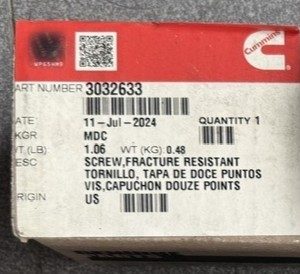 Cummins
ART NUMBER 3032633
ATE: 11-Jul-2024 QUANTITY 1
KGR MDC
T.(LB) 1.06 WT (KG): 0.48
ESC SCREW,FRACTURE RESISTANT
TORNILLO, TAPA DE DOCE PUNTOS
VIS,CAPUCHON DOUZE POINTS
RIGIN US